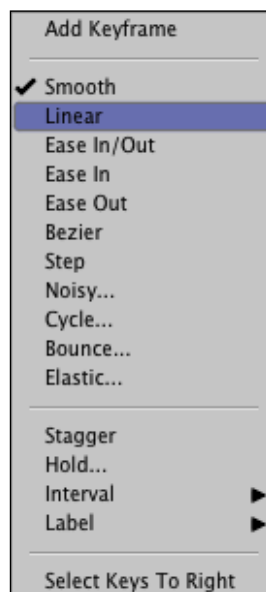 Add Keyframe
Smooth
Linear
Ease In/Out
Ease In
Ease Out
Bezier
Step
Noisy...
Cycle...
Bounce...
Elastic...
Stagger
Hold...
Interval
Label
Select Keys To Right